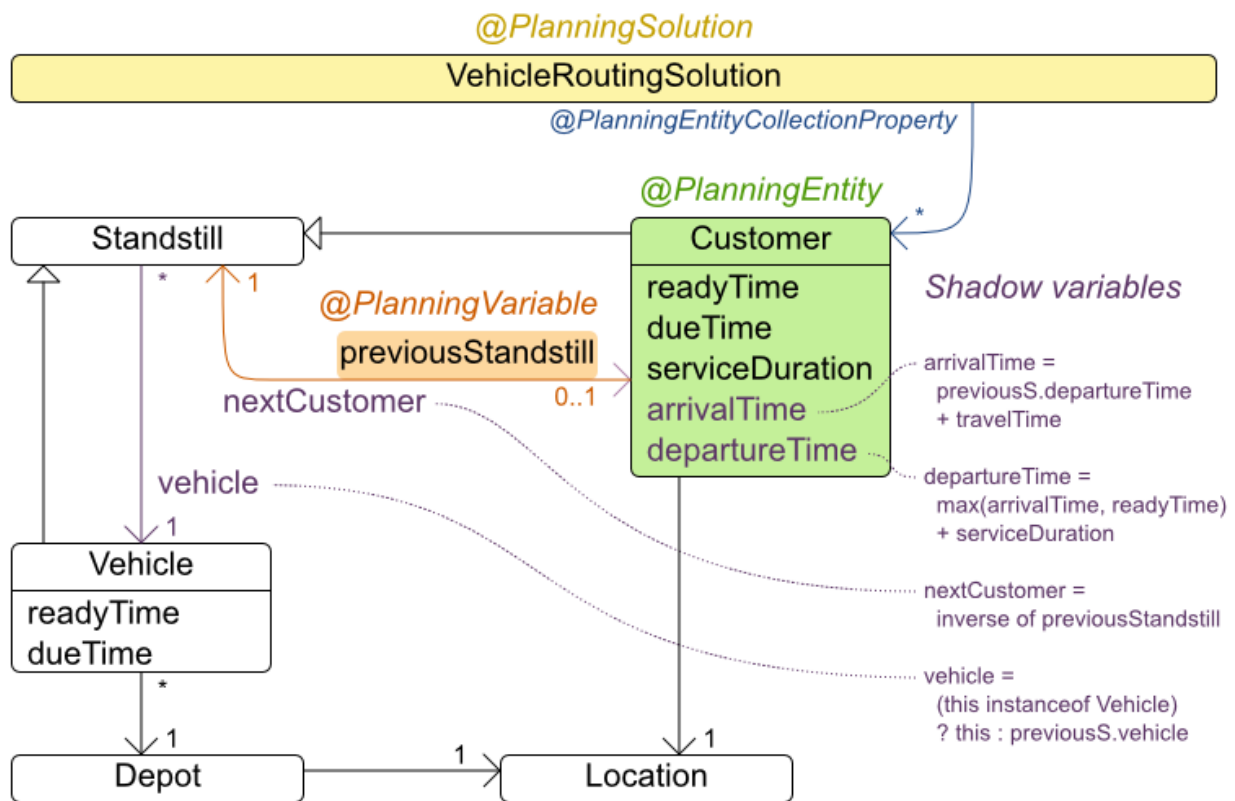 @PlanningSolution
VehicleRoutingSolution
@PlanningEntityCollectionProperty
@PlanningEntity
*
Standstill
Customer
*
1
@PlanningVariable
previousStandstill
nextCustomer
0..1
readyTime
dueTime
serviceDuration
arrivalTime
departureTime
Shadow variables
arrivalTime =
previousS.departureTime
+ travelTime
departureTime =
max(arrivalTime, readyTime)
+ serviceDuration
nextCustomer =
inverse of previousStandstill
vehicle =
(this instanceof Vehicle)
? this : previousS.vehicle
vehicle
1
Vehicle
readyTime
dueTime
*
1
1
1
Depot
Location